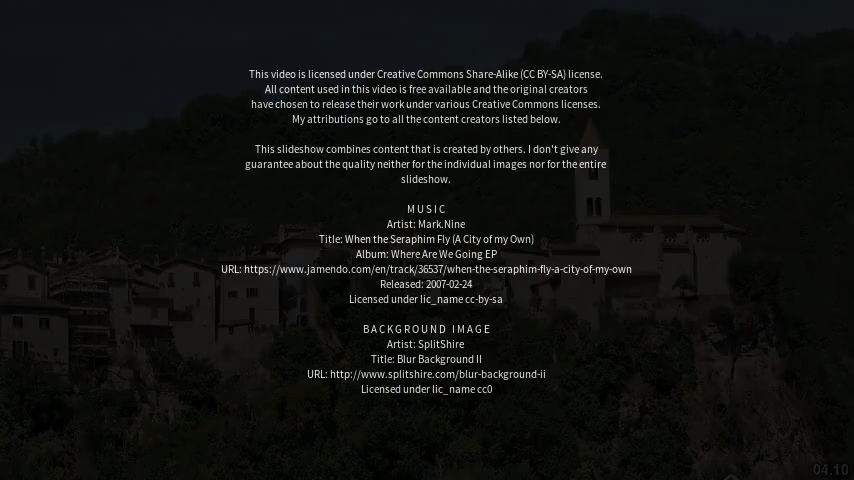 This video is licensed under Creative Commons Share-Alike (CC BY-SA) license.
All content used in this video is free available and the original creators
have chosen to release their work under various Creative Commons licenses.
My attributions go to all the content creators listed below.
This slideshow combines content that is created by others. I don't give any
guarantee about the quality neither for the individual images nor for the entire
slideshow.
MUSIC
Artist: Mark.Nine
Title: When the Seraphim Fly (A City of my Own)
Album: Where Are We Going EP
URL: https://www.jamendo.com/en/track/36537/when-the-seraphim-fly-a-city-of-my-own
Released: 2007-02-24
Licensed under lic_name cc-by-sa
BACKGROUND IMAGE
Artist: SplitShire
Title: Blur Background II
URL: http://www.splitshire.com/blur-background-ii
Licensed under lic_name cc0
04.10